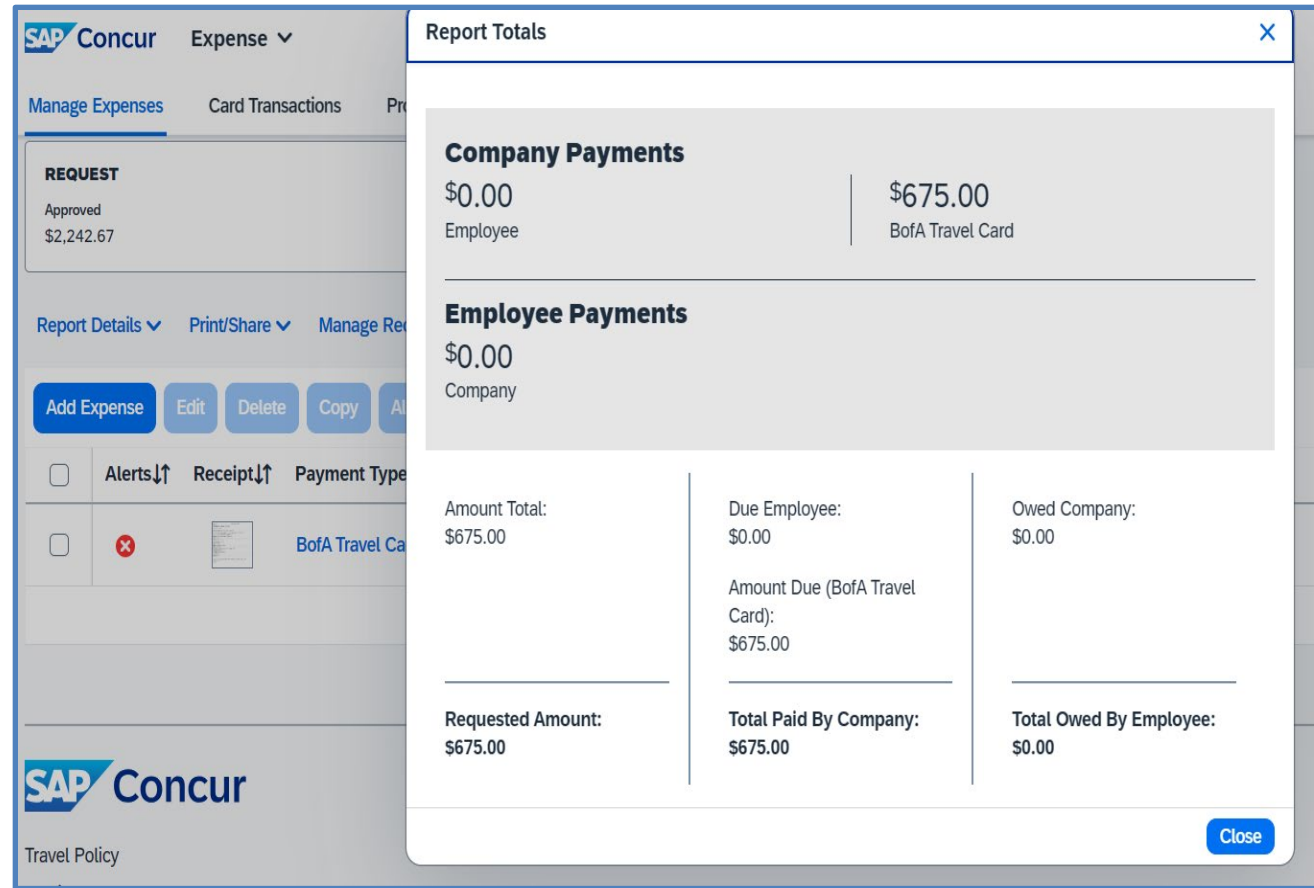 SAP Concur Expense
Manage Expenses Card Transactions
REQUEST
Approved
$2,242.67
Report Details Print/Share Manage
Add Expense Edit Delete Copy
Alerts Receipt Payment Type
BofA Travel
SAP Concur
Travel Policy
Report Totals
Company Payments
$0.00
Employee
$675.00
BofA Travel Card
Employee Payments
$0.00
Company
Amount Total:
$675.00
Due Employee:
$0.00
Amount Due (BofA Travel
Card):
$675.00
Owed Company:
$0.00
Requested Amount:
$675.00
Total Paid By Company:
$675.00
Total Owed By Employee:
$0.00
Close